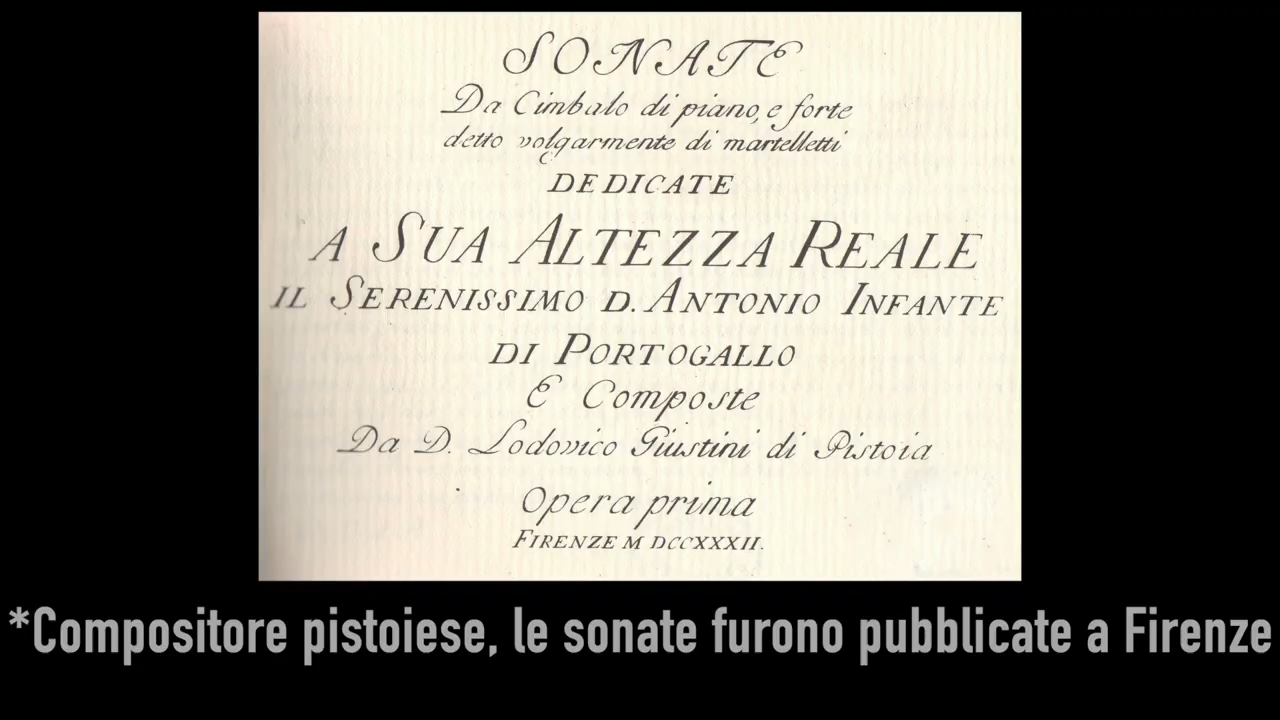 SONATE
Da Cimbalo di piano, e forte
detto volgarmente di martelletti
DEDICATE
A SUA ALTEZZA REALE
IL SERENISSIMO D. ANTONIO INFANTE
DI PORTOGALLO
E Composte
Da D. Lodovico Giustini di Pistoia
Opera prima
FIRENZE M DCCXXXII.
*Compositore pistoiese, le sonate furono pubblicate a Firenze